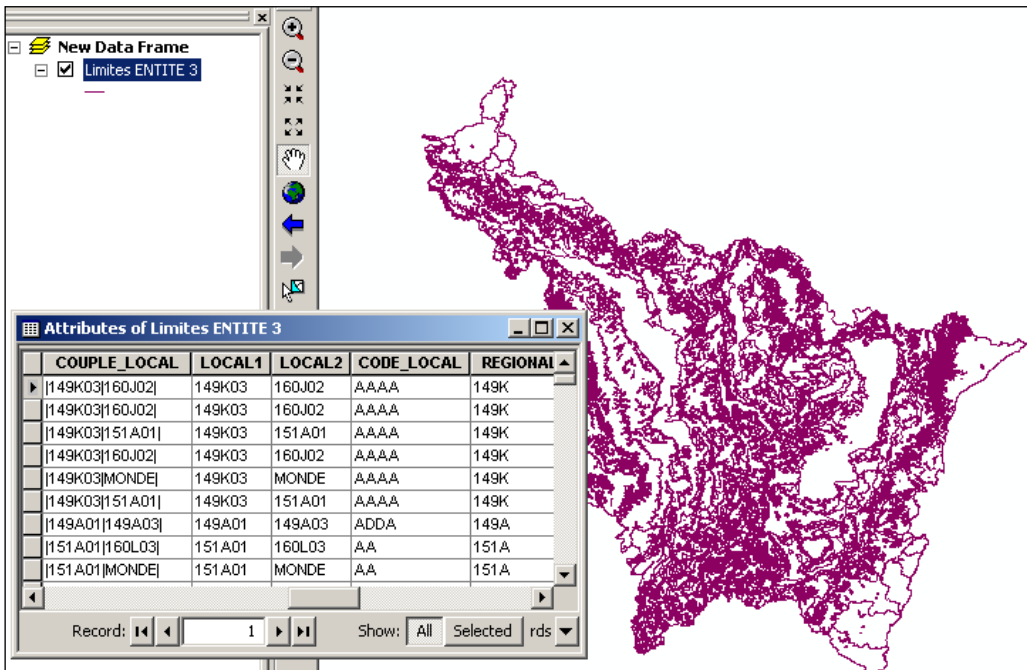 New Data Frame
Limites ENTITE 3
Attributes of Limites ENTITE 3
COUPLE_LOCAL LOCAL1 LOCAL2 CODE_LOCAL REGIONAL
|149K03|160J02| 149K03 160J02 AAAA 149K
|149K03|160J02| 149K03 160J02 AAAA 149K
|149K03|151A01| 149K03 151A01 AAAA 149K
|149K03|160J02| 149K03 160J02 AAAA 149K
|149K03|MONDE| 149K03 MONDE AAAA 149K
|149K03|151A01| 149K03 151A01 AAAA 149K
|149A01|149A03| 149A01 149A03 ADDA 149A
|151A01|160L03| 151A01 160L03 AA 151A
|151A01|MONDE| 151A01 MONDE AA 151A
Record: 1 Show: All Selected rds